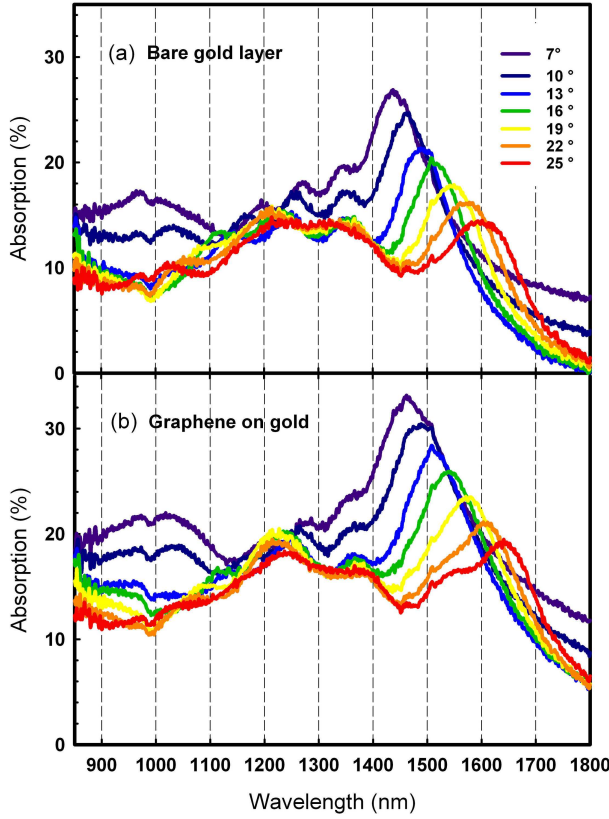 (a) Bare gold layer
7°
10 °
13 °
16 °
19 °
22 °
25 °
30
20
10
0
Absorption (%)
(b) Graphene on gold
30
20
10
0
Absorption (%)
900 1000 1100 1200 1300 1400 1500 1600 1700 1800
Wavelength (nm)